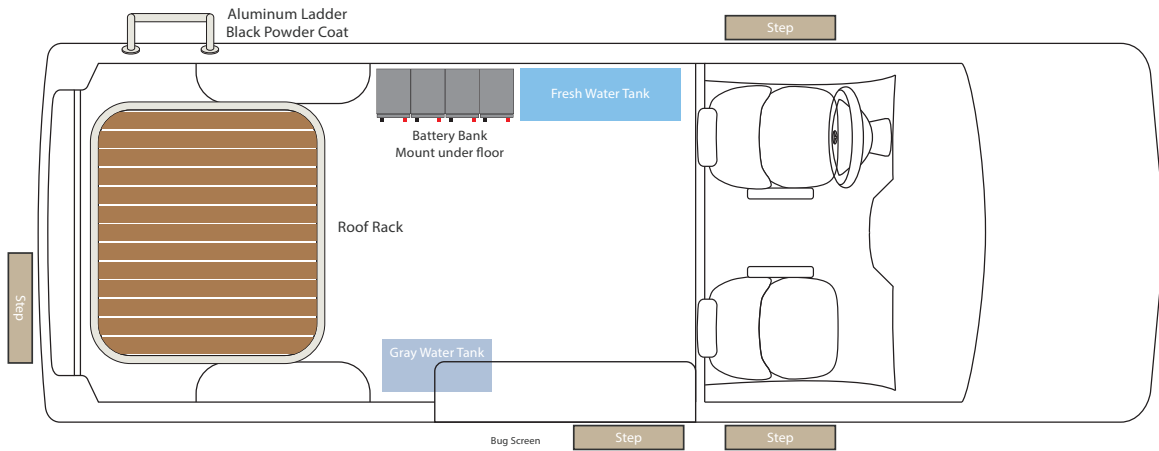 Aluminum Ladder
Black Powder Coat
Step
Fresh Water Tank
Battery Bank
Mount under floor
Roof Rack
Step
Gray Water Tank
Bug Screen
Step
Step